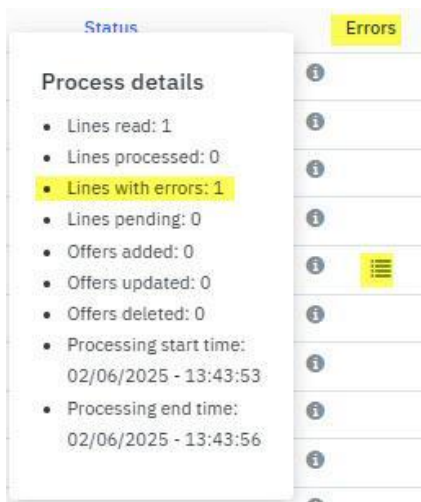 Status
Errors
Process details
Lines read: 1
Lines processed: 0
Lines with errors: 1
Lines pending: 0
Offers added: 0
Offers updated: 0
Offers deleted: 0
Processing start time:
02/06/2025 - 13:43:53
Processing end time:
02/06/2025 - 13:43:56